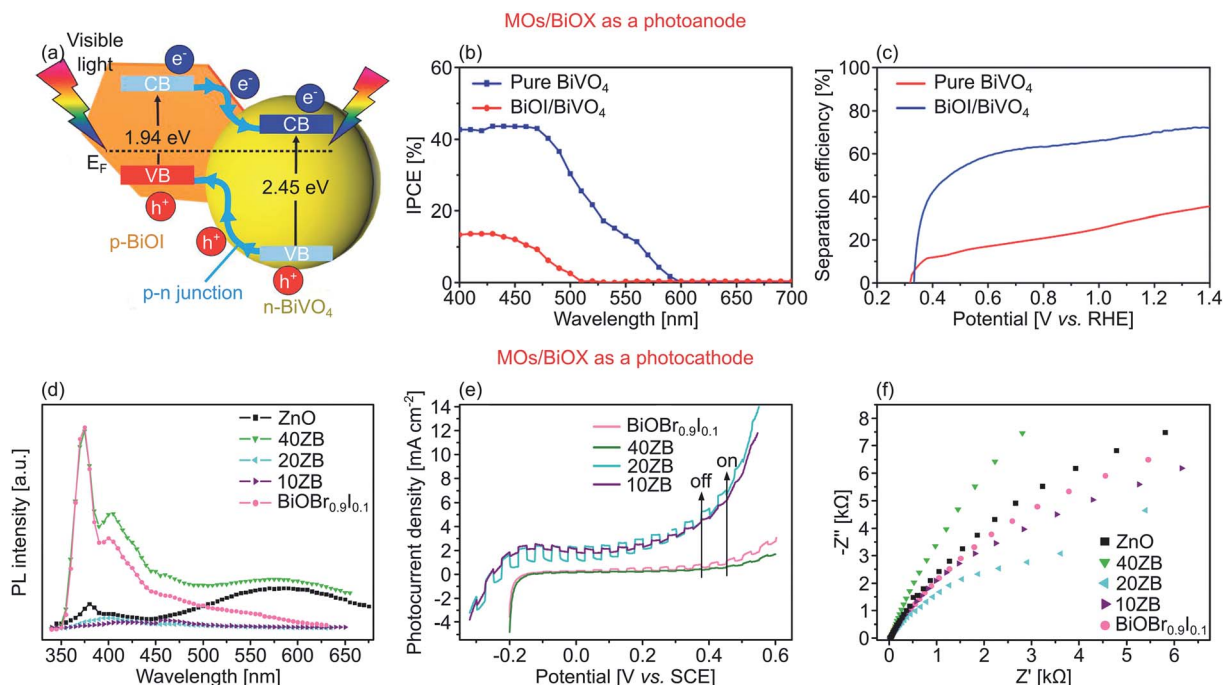 MOs/BiOX as a photoanode
(a)
Visible
light
e⁻
CB
e⁻
e⁻
CB
1.94 eV
E_F
VB
2.45 eV
h⁺
p-BiOI
h⁺
VB
p-n junction
h⁺
n-BiVO₄
(b)
60
40
20
0
IPCE [%]
Pure BiVO₄
BiOI/BiVO₄
400 450 500 550 600 650 700
Wavelength [nm]
(c)
100
80
60
40
20
0
Separation efficiency [%]
Pure BiVO₄
BiOI/BiVO₄
0.2 0.4 0.6 0.8 1.0 1.2 1.4
Potential [V vs. RHE]
MOs/BiOX as a photocathode
(d)
PL intensity [a.u.]
ZnO
40ZB
20ZB
10ZB
BiOBr₀.₉I₀.₁
350 400 450 500 550 600 650
Wavelength [nm]
(e)
14
12
10
8
6
4
2
0
-2
-4
Photocurrent density [mA cm⁻²]
BiOBr₀.₉I₀.₁
40ZB
20ZB
10ZB
off
on
-0.2 0.0 0.2 0.4 0.6
Potential [V vs. SCE]
(f)
8
7
6
5
4
3
2
1
0
-Z'' [kΩ]
ZnO
40ZB
20ZB
10ZB
BiOBr₀.₉I₀.₁
0 1 2 3 4 5 6 7
Z' [kΩ]